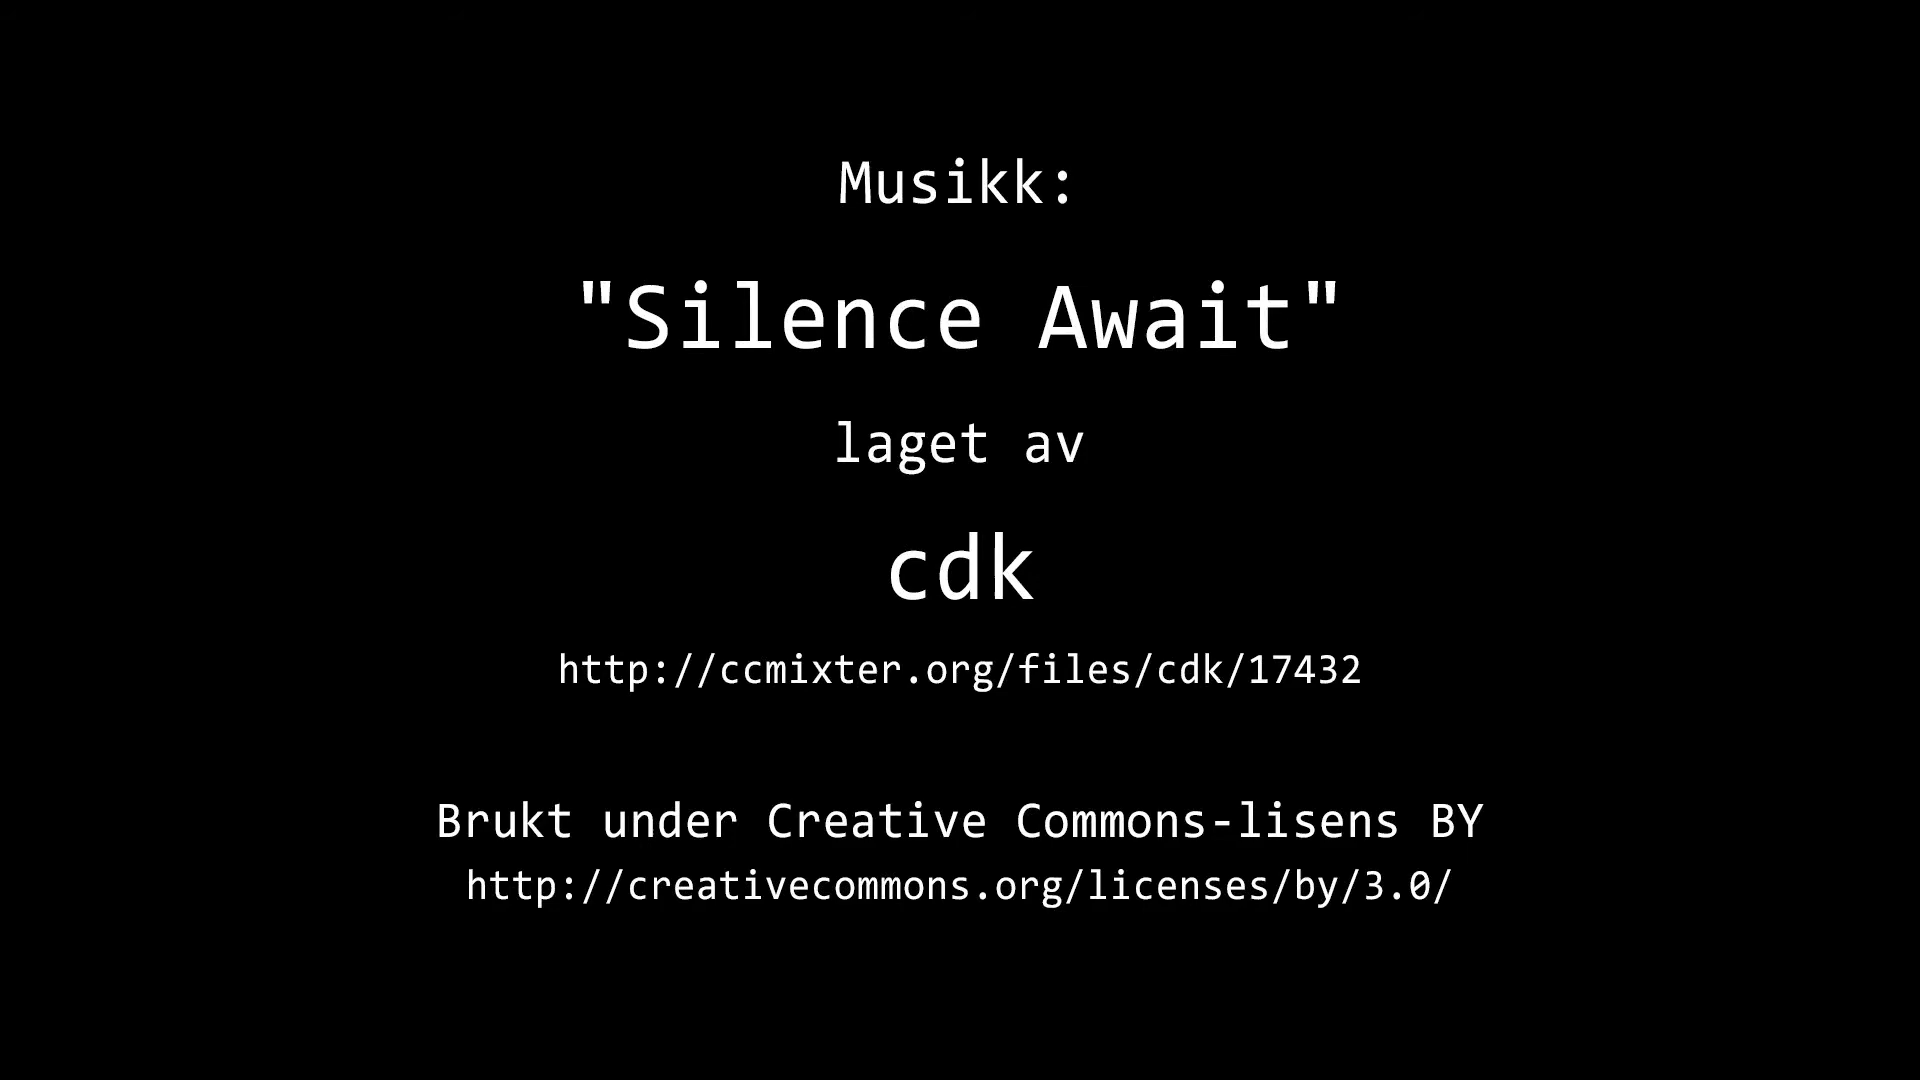 Musikk:
"Silence Await"
laget av
cdk
http://ccmixter.org/files/cdk/17432
Brukt under Creative Commons-lisens BY
http://creativecommons.org/licenses/by/3.0/